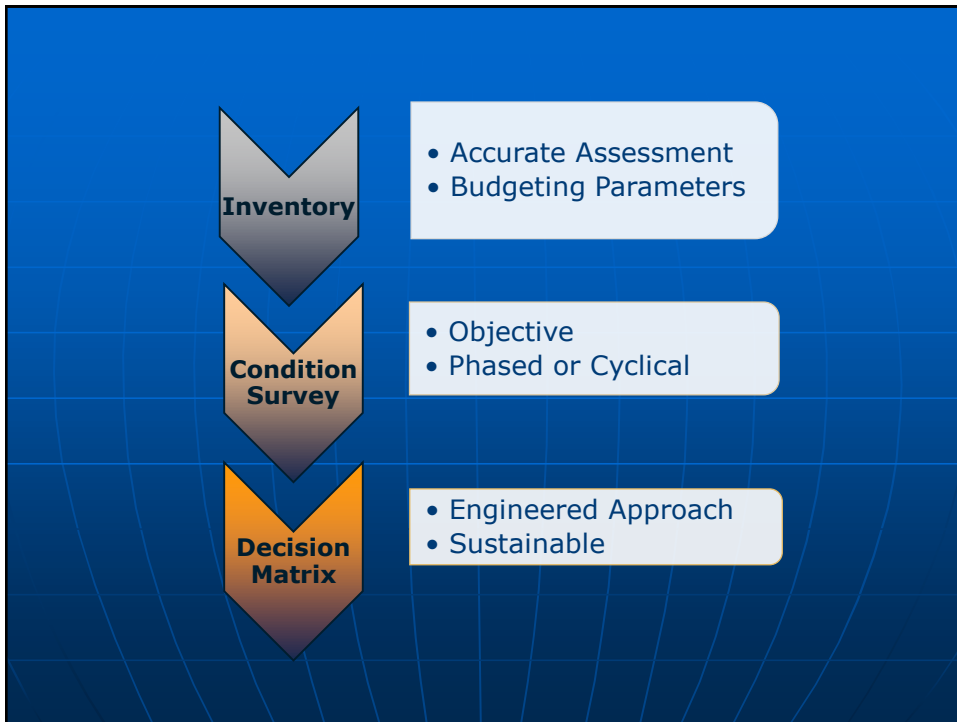 Inventory
• Accurate Assessment
• Budgeting Parameters
Condition
Survey
• Objective
• Phased or Cyclical
Decision
Matrix
• Engineered Approach
• Sustainable